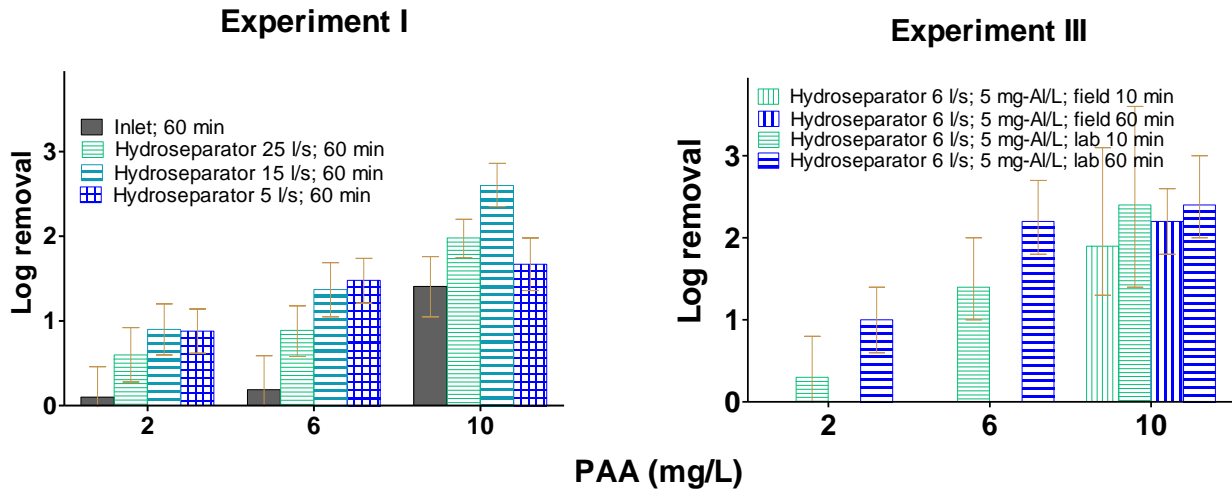 Experiment I
Log removal
3
2
1
0
Inlet; 60 min
Hydroseparator 25 l/s; 60 min
Hydroseparator 15 l/s; 60 min
Hydroseparator 5 l/s; 60 min
2 6 10
Experiment III
Log removal
3
2
1
0
Hydroseparator 6 l/s; 5 mg-Al/L; field 10 min
Hydroseparator 6 l/s; 5 mg-Al/L; field 60 min
Hydroseparator 6 l/s; 5 mg-Al/L; lab 10 min
Hydroseparator 6 l/s; 5 mg-Al/L; lab 60 min
2 6 10
PAA (mg/L)